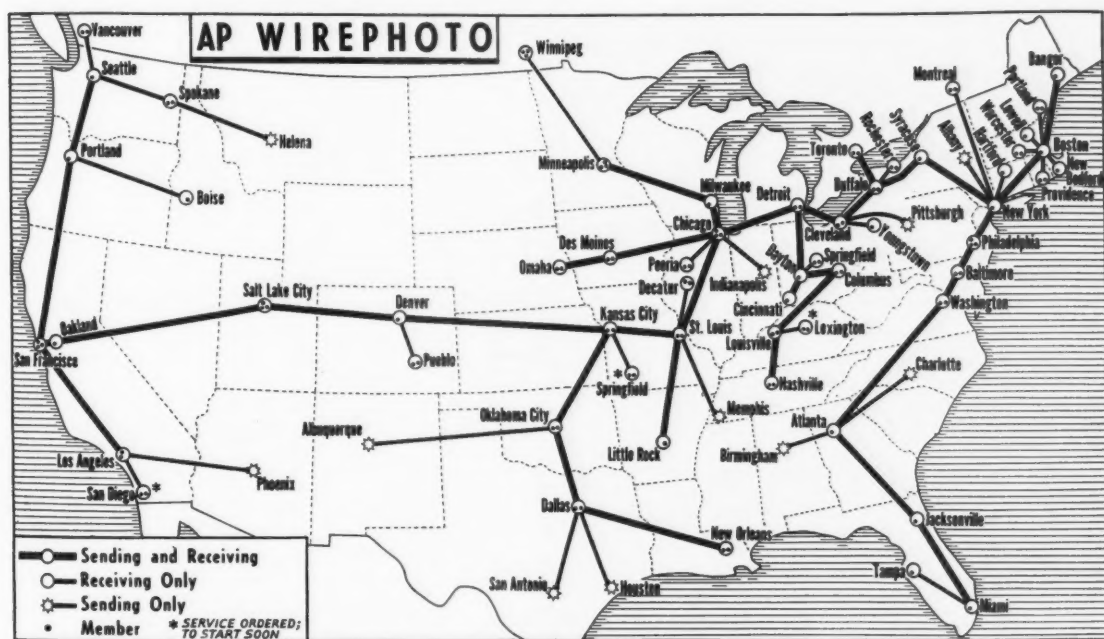 AP WIREPHOTO
Vancouver
Seattle
Spokane
Helena
Portland
Boise
Winnipeg
Minneapolis
Milwaukee
Chicago
Detroit
Toronto
Rochester
Syracuse
Buffalo
Montreal
Albany
Hartford
Worcester
Lowell
Portland
Bangor
Boston
New
Bedford
Providence
New York
Pittsburgh
Cleveland
Youngstown
Philadelphia
Baltimore
Washington
Des Moines
Omaha
Peoria
Decater
Indianapolis
Dayton
Springfield
Columbus
Cincinnati
Salt Lake City
Denver
Pueblo
Kansas City
St. Louis
Louisville
*
Lexington
Nashville
Oakland
San Francisco
* Springfield
Charlotte
Oklahoma City
Albuquerque
Memphis
Little Rock
Atlanta
Birmingham
Los Angeles
Phoenix
San Diego *
Dallas
New Orleans
Jacksonville
San Antonio
Houston
Tampa
Miami
Sending and Receiving
Receiving Only
Sending Only
Member * SERVICE ORDERED;
TO START SOON